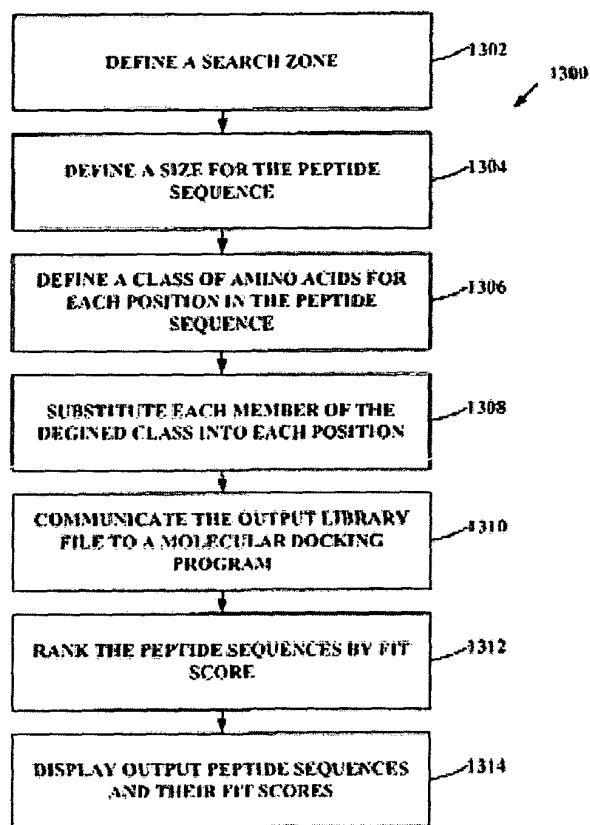 DEFINE A SEARCH ZONE
1302
1300
DEFINE A SIZE FOR THE PEPTIDE
SEQUENCE
1304
DEFINE A CLASS OF AMINO ACIDS FOR
EACH POSITION IN THE PEPTIDE
SEQUENCE
1306
SUBSTITUTE EACH MEMBER OF THE
DEGINED CLASS INTO EACH POSITION
1308
COMMUNICATE THE OUTPUT LIBRARY
FILE TO A MOLECULAR DOCKING
PROGRAM
1310
RANK THE PEPTIDE SEQUENCES BY FIT
SCORE
1312
DISPLAY OUTPUT PEPTIDE SEQUENCES
AND THEIR FIT SCORES
1314